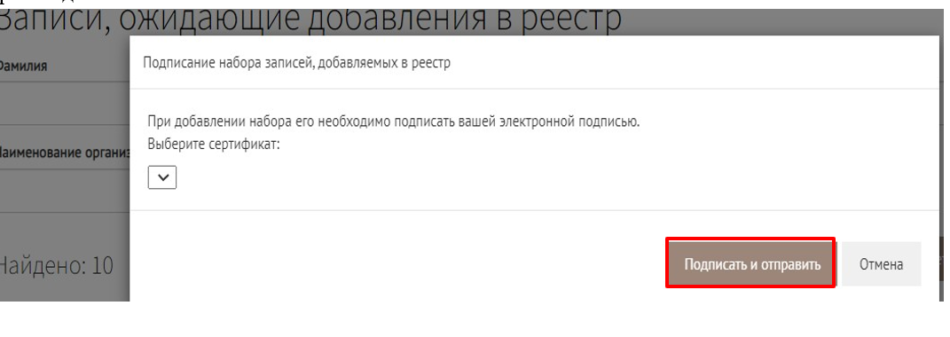 Записи, ожидающие добавления в реестр
Фамилия
Подписание набора записей, добавляемых в реестр
При добавлении набора его необходимо подписать вашей электронной подписью.
Выберите сертификат:
Наименование
Найдено: 10
Подписать и отправить
Отмена